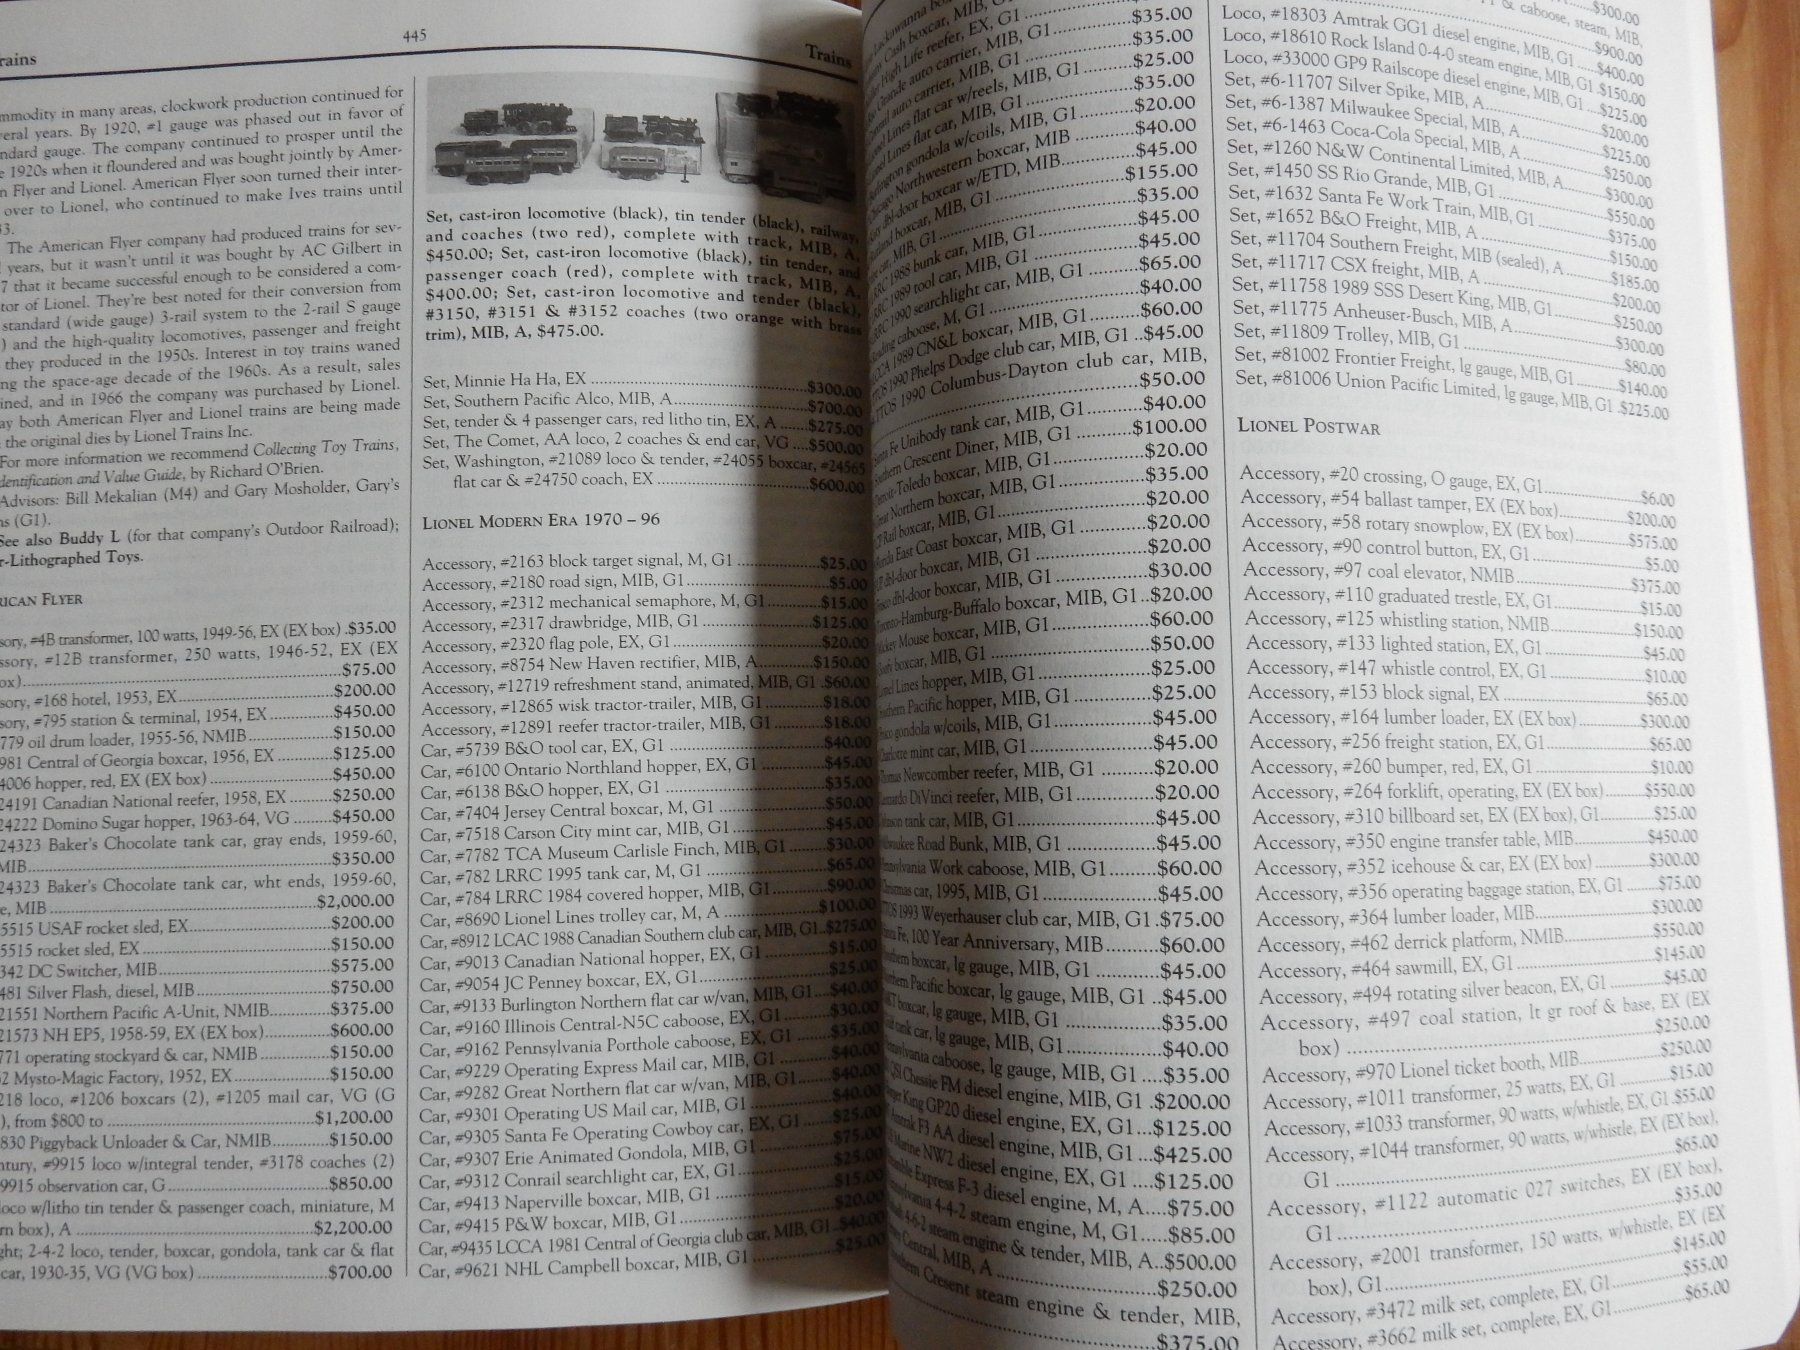 445
rains
Trains
mmodity in many areas, clockwork production continued for
veral years. By 1920, #1 gauge was phased out in favor of
ndard gauge. The company continued to prosper until the
1920s when it floundered and was bought jointly by Amer-
n Flyer and Lionel. American Flyer soon turned their inter-
over to Lionel, who continued to make Ives trains until
33.
The American Flyer company had produced trains for sev-
years, but it wasn't until it was bought by AC Gilbert in
7 that it became successful enough to be considered a com-
tor of Lionel. They're best noted for their conversion from
standard (wide gauge) 3-rail system to the 2-rail S gauge
) and the high-quality locomotives, passenger and freight
they produced in the 1950s. Interest in toy trains waned
ng the space-age decade of the 1960s. As a result, sales
ined, and in 1966 the company was purchased by Lionel.
ay both American Flyer and Lionel trains are being made
the original dies by Lionel Trains Inc.
For more information we recommend Collecting Toy Trains,
dentification and Value Guide, by Richard O'Brien.
Advisors: Bill Mekalian (M4) and Gary Mosholder, Gary's
ns (G1).
See also Buddy L (for that company's Outdoor Railroad);
r-Lithographed Toys.
RICAN FLYER
sory, #4B transformer, 100 watts, 1949-56, EX (EX box) .$35.00
ssory, #12B transformer, 250 watts, 1946-52, EX (EX
ox)...$75.00
sory, #168 hotel, 1953, EX...$200.00
sory, #795 station & terminal, 1954, EX...$450.00
779 oil drum loader, 1955-56, NMIB...$150.00
981 Central of Georgia boxcar, 1956, EX...$125.00
4006 hopper, red, EX (EX box)...$450.00
24191 Canadian National reefer, 1958, EX...$250.00
24222 Domino Sugar hopper, 1963-64, VG...$450.00
24323 Baker's Chocolate tank car, gray ends, 1959-60,
MIB...$350.00
24323 Baker's Chocolate tank car, wht ends, 1959-60,
e, MIB...$2,000.00
5515 USAF rocket sled, EX...$200.00
5515 rocket sled, EX...$150.00
342 DC Switcher, MIB...$575.00
481 Silver Flash, diesel, MIB...$750.00
21551 Northern Pacific A-Unit, NMIB...$375.00
21573 NH EP5, 1958-59, EX (EX box)...$600.00
771 operating stockyard & car, NMIB...$150.00
2 Mysto-Magic Factory, 1952, EX...$150.00
218 loco, #1206 boxcars (2), #1205 mail car, VG (G
), from $800 to...$1,200.00
830 Piggyback Unloader & Car, NMIB...$150.00
ntury, #9915 loco w/integral tender, #3178 coaches (2)
9915 observation car, G...$850.00
loco w/litho tin tender & passenger coach, miniature, M
rn box), A...$2,200.00
ght; 2-4-2 loco, tender, boxcar, gondola, tank car & flat
car, 1930-35, VG (VG box)...$700.00
Set, cast-iron locomotive (black), tin tender (black), railway,
and coaches (two red), complete with track, MIB, A,
$450.00; Set, cast-iron locomotive (black), tin tender, and
passenger coach (red), complete with track, MIB, A,
$400.00; Set, cast-iron locomotive and tender (black),
#3150, #3151 & #3152 coaches (two orange with brass
trim), MIB, A, $475.00.
Set, Minnie Ha Ha, EX...$300.00
Set, Southern Pacific Alco, MIB, A...$700.00
Set, tender & 4 passenger cars, red litho tin, EX, A...$275.00
Set, The Comet, AA loco, 2 coaches & end car, VG...$500.00
Set, Washington, #21089 loco & tender, #24055 boxcar, #24565
flat car & #24750 coach, EX...$600.00
LIONEL MODERN ERA 1970 – 96
Accessory, #2163 block target signal, M, G1...$25.00
Accessory, #2180 road sign, MIB, G1...$5.00
Accessory, #2312 mechanical semaphore, M, G1...$15.00
Accessory, #2317 drawbridge, MIB, G1...$125.00
Accessory, #2320 flag pole, EX, G1...$20.00
Accessory, #8754 New Haven rectifier, MIB, A...$150.00
Accessory, #12719 refreshment stand, animated, MIB, G1 .$60.00
Accessory, #12865 wisk tractor-trailer, MIB, G1...$18.00
Accessory, #12891 reefer tractor-trailer, MIB, G1...$18.00
Car, #5739 B&O tool car, EX, G1...$40.00
Car, #6100 Ontario Northland hopper, EX, G1...$45.00
Car, #6138 B&O hopper, EX, G1...$35.00
Car, #7404 Jersey Central boxcar, M, G1...$50.00
Car, #7518 Carson City mint car, MIB, G1...$45.00
Car, #7782 TCA Museum Carlisle Finch, MIB, G1...$30.00
Car, #782 LRRC 1995 tank car, M, G1...$65.00
Car, #784 LRRC 1984 covered hopper, MIB, G1...$90.00
Car, #8690 Lionel Lines trolley car, M, A...$100.00
Car, #8912 LCAC 1988 Canadian Southern club car, MIB, G1..$275.00
Car, #9013 Canadian National hopper, EX, G1...$15.00
Car, #9054 JC Penney boxcar, EX, G1...$25.00
Car, #9133 Burlington Northern flat car w/van, MIB, G1...$40.00
Car, #9160 Illinois Central-N5C caboose, EX, G1...$30.00
Car, #9162 Pennsylvania Porthole caboose, EX, G1...$35.00
Car, #9229 Operating Express Mail car, MIB, G1...$40.00
Car, #9282 Great Northern flat car w/van, MIB, G1...$40.00
Car, #9301 Operating US Mail car, MIB, G1...$40.00
Car, #9305 Santa Fe Operating Cowboy car, EX, G1...$25.00
Car, #9307 Erie Animated Gondola, MIB, G1...$75.00
Car, #9312 Conrail searchlight car, EX, G1...$25.00
Car, #9413 Naperville boxcar, MIB, G1...$15.00
Car, #9415 P&W boxcar, MIB, G1...$20.00
Car, #9435 LCCA 1981 Central of Georgia club car, MIB, G1..$40.00
Car, #9621 NHL Campbell boxcar, MIB, G1...$25.00
Cash boxcar, MIB, G1...$35.00
High Life reefer, EX, G1...$35.00
Grande auto carrier, MIB, G1...$25.00
auto carrier, MIB, G1...$35.00
Lines flat car w/reels, MIB, G1...$20.00
Lines flat car, MIB, G1...$40.00
gondola w/coils, MIB, G1...$45.00
Northwestern boxcar, MIB...$155.00
dbl-door boxcar w/ETD, MIB...$35.00
boxcar, MIB, G1...$45.00
car, MIB, G1...$45.00
1988 bunk car, MIB, G1...$65.00
1989 tool car, MIB, G1...$40.00
1990 searchlight car, MIB, G1...$60.00
caboose, M, G1...$45.00
1989 CN&L boxcar, MIB, G1
1990 Phelps Dodge club car, MIB, G1
TTOS 1990 Columbus-Dayton club car, MIB,
$50.00
Fe Unibody tank car, MIB, G1...$40.00
Crescent Diner, MIB, G1...$100.00
Detroit-Toledo boxcar, MIB, G1...$20.00
Northern boxcar, MIB, G1...$35.00
Rail boxcar, MIB, G1...$20.00
East Coast boxcar, MIB, G1...$20.00
dbl-door boxcar, MIB, G1...$20.00
dbl-door boxcar, MIB, G1...$30.00
Toronto-Hamburg-Buffalo boxcar, MIB, G1..$20.00
Mickey Mouse boxcar, MIB, G1...$60.00
boxcar, MIB, G1...$50.00
Lines hopper, MIB, G1...$25.00
Pacific hopper, MIB, G1...$25.00
gondola w/coils, MIB, G1...$45.00
Charlotte mint car, MIB, G1...$45.00
Thomas Newcomber reefer, MIB, G1...$20.00
DiVinci reefer, MIB, G1...$20.00
tank car, MIB, G1...$45.00
Milwaukee Road Bunk, MIB, G1...$45.00
Pennsylvania Work caboose, MIB, G1...$60.00
Christmas car, 1995, MIB, G1...$45.00
TTOS 1993 Weyerhauser club car, MIB, G1.$75.00
Fe, 100 Year Anniversary, MIB...$60.00
boxcar, lg gauge, MIB, G1...$45.00
Pacific boxcar, lg gauge, MIB, G1..$45.00
boxcar, lg gauge, MIB, G1...$35.00
tank car, lg gauge, MIB, G1...$40.00
caboose, lg gauge, MIB, G1...$35.00
Chessie FM diesel engine, MIB, G1.$200.00
King GP20 diesel engine, EX, G1...$125.00
F3 AA diesel engine, MIB, G1...$425.00
NW2 diesel engine, EX, G1...$125.00
Express F-3 diesel engine, M, A...$75.00
4-4-2 steam engine, M, G1...$85.00
4-6-2 steam engine & tender, MIB, A..$500.00
Central, MIB, A...$250.00
Cresent steam engine & tender, MIB,
$375.00
& caboose, steam, MIB,
$300.00
Loco, #18303 Amtrak GG1 diesel engine, MIB, G1
$900.00
Loco, #18610 Rock Island 0-4-0 steam engine, MIB, G1
$400.00
Loco, #33000 GP9 Railscope diesel engine, MIB, G1
$150.00
Set, #6-11707 Silver Spike, MIB, A...$225.00
Set, #6-1387 Milwaukee Special, MIB, A...$200.00
Set, #6-1463 Coca-Cola Special, MIB, A...$225.00
Set, #1260 N&W Continental Limited, MIB, A...$250.00
Set, #1450 SS Rio Grande, MIB, G1...$300.00
Set, #1632 Santa Fe Work Train, MIB, G1...$550.00
Set, #1652 B&O Freight, MIB, A...$375.00
Set, #11704 Southern Freight, MIB (sealed), A...$150.00
Set, #11717 CSX freight, MIB, A...$185.00
Set, #11758 1989 SSS Desert King, MIB, G1...$200.00
Set, #11775 Anheuser-Busch, MIB, A...$250.00
Set, #11809 Trolley, MIB, G1...$300.00
Set, #81002 Frontier Freight, lg gauge, MIB, G1
$80.00
$140.00
Set, #81006 Union Pacific Limited, lg gauge, MIB, G1 .$225.00
LIONEL POSTWAR
Accessory, #20 crossing, O gauge, EX, G1...$6.00
Accessory, #54 ballast tamper, EX (EX box)...$200.00
Accessory, #58 rotary snowplow, EX (EX box)...$575.00
Accessory, #90 control button, EX, G1...$5.00
Accessory, #97 coal elevator, NMIB...$375.00
Accessory, #110 graduated trestle, EX, G1...$15.00
Accessory, #125 whistling station, NMIB...$150.00
Accessory, #133 lighted station, EX, G1...$45.00
Accessory, #147 whistle control, EX, G1...$10.00
Accessory, #153 block signal, EX...$65.00
Accessory, #164 lumber loader, EX (EX box)...$300.00
Accessory, #256 freight station, EX, G1...$65.00
Accessory, #260 bumper, red, EX, G1...$10.00
Accessory, #264 forklift, operating, EX (EX box)...$550.00
Accessory, #310 billboard set, EX (EX box), G1...$25.00
Accessory, #350 engine transfer table, MIB...$450.00
Accessory, #352 icehouse & car, EX (EX box)...$300.00
Accessory, #356 operating baggage station, EX, G1...$75.00
Accessory, #364 lumber loader, MIB...$300.00
Accessory, #462 derrick platform, NMIB...$550.00
Accessory, #464 sawmill, EX, G1...$145.00
Accessory, #494 rotating silver beacon, EX, G1...$45.00
Accessory, #497 coal station, lt gr roof & base, EX (EX
box)...$250.00
Accessory, #970 Lionel ticket booth, MIB...$250.00
Accessory, #1011 transformer, 25 watts, EX, G1...$15.00
Accessory, #1033 transformer, 90 watts, w/whistle, EX, G1.$55.00
Accessory, #1044 transformer, 90 watts, w/whistle, EX (EX box),
G1...$65.00
Accessory, #1122 automatic 027 switches, EX (EX box),
G1...$35.00
Accessory, #2001 transformer, 150 watts, w/whistle, EX (EX
box), G1...$145.00
Accessory, #3472 milk set, complete, EX, G1...$55.00
Accessory, #3662 milk set, complete, EX, G1...$65.00